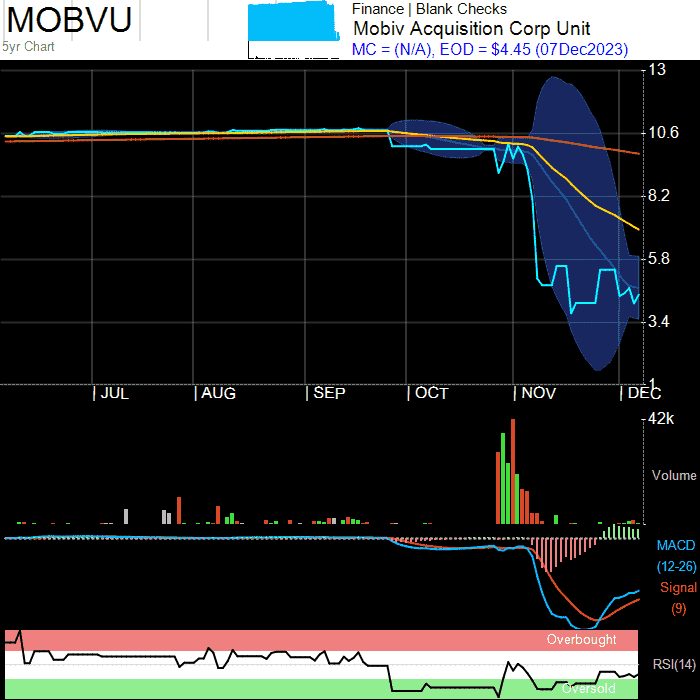 MOBVU
5yr Chart
Finance | Blank Checks
Mobiv Acquisition Corp Unit
MC = (N/A), EOD = $4.45 (07Dec2023)
13
10.6
8.2
5.8
3.4
1
| JUL | AUG | SEP | OCT | NOV | DEC
42k
Volume
MACD
(12-26)
Signal
(9)
Overbought
RSI(14)
Oversold